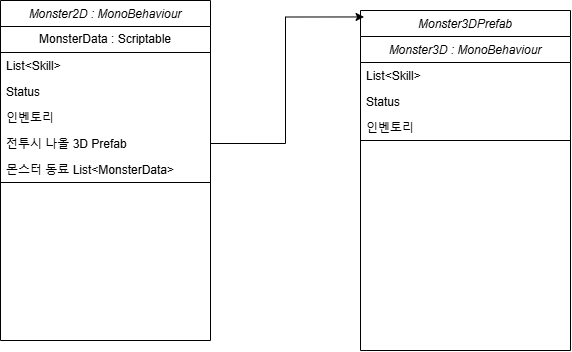 Monster2D : MonoBehaviour
MonsterData : Scriptable
List<Skill>
Status
인벤토리
전투시 나올 3D Prefab
몬스터 동료 List<MonsterData>
Monster3DPrefab
Monster3D : MonoBehaviour
List<Skill>
Status
인벤토리